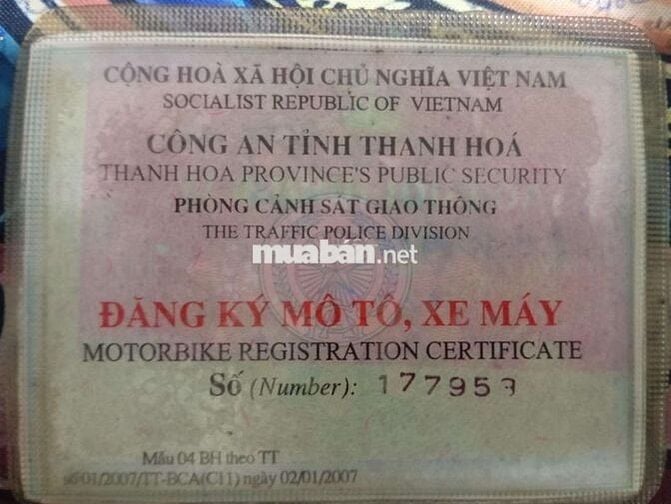 CỘNG HOÀ XÃ HỘI CHỦ NGHĨA VIỆT NAM
SOCIALIST REPUBLIC OF VIETNAM
CÔNG AN TỈNH THANH HOÁ
THANH HOA PROVINCE'S PUBLIC SECURITY
PHÒNG CẢNH SÁT GIAO THÔNG
THE TRAFFIC POLICE DIVISION
muabán.net
ĐĂNG KÝ MÔ TÔ, XE MÁY
MOTORBIKE REGISTRATION CERTIFICATE
Số (Number): 177953
Mẫu 04 BH theo TT
01/2007/TT-BCA(C11) ngày 02/01/2007